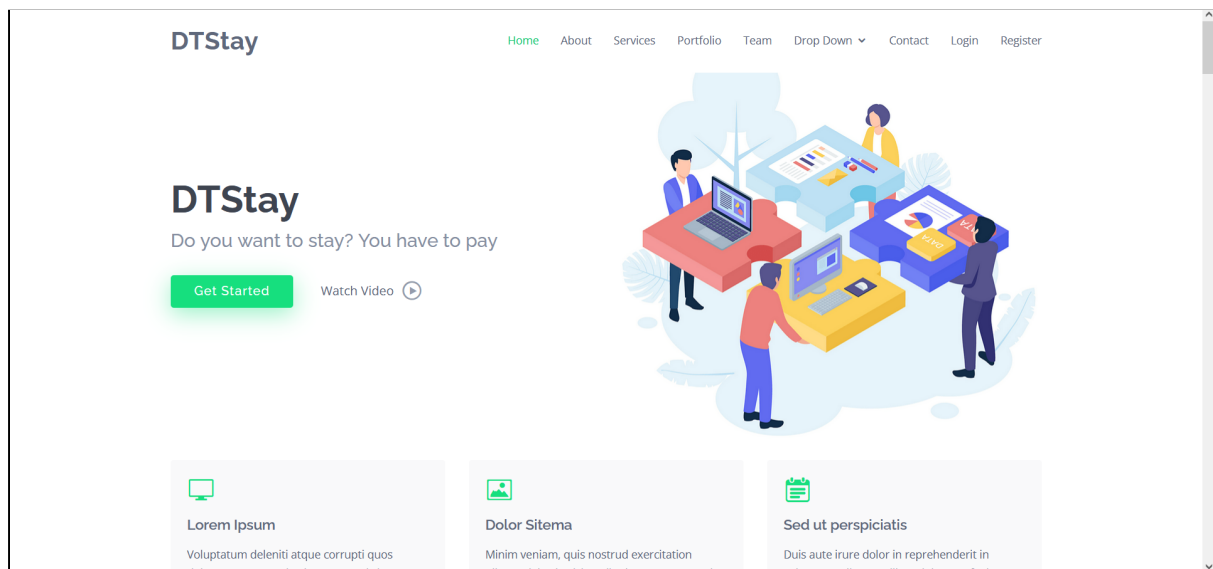 DTStay
Home About Services Portfolio Team Drop Down Contact Login Register
DTStay
Do you want to stay? You have to pay
Get Started Watch Video
DATA
DATA
Lorem Ipsum
Dolor Sitema
Sed ut perspiciatis
Voluptatum deleniti atque corrupti quos
Minim veniam, quis nostrud exercitation
Duis aute irure dolor in reprehenderit in